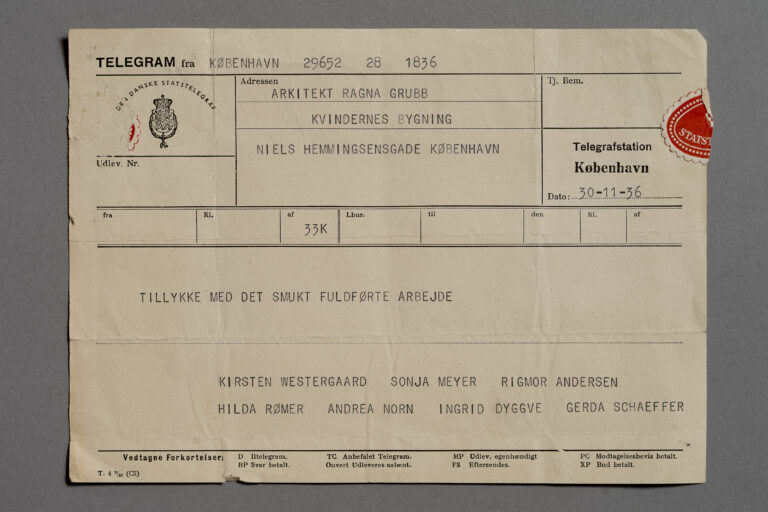 TELEGRAM fra KØBENHAVN 29652 28 1836
DE DANSKE STATSTELEGRAF
Udlev. Nr.
Adressen
ARKITEKT RAGNA GRUBB
KVINDERNES BYGNING
NIELS HEMMINGSENSGADE KØBENHAVN
Tj. Bem.
Telegrafstation
København
Dato: 30-11-36
STATST
fra Kl. af Lbnr. til den Kl. af
33K
TILLYKKE MED DET SMUKT FULDFØRTE ARBEJDE
KIRSTEN WESTERGAARD SONJA MEYER RIGMOR ANDERSEN
HILDA RØMER ANDREA NORN INGRID DYGGVE GERDA SCHAEFFER
Vedtagne Forkortelser: D Iltelegram. TC Anbefalet Telegram. MP Udlev. egenhændigt PC Modtagelsesbevis betalt.
RP Svar betalt. Ouvert Udleveres aabent. FS Eftersendes. XP Bud betalt.
T. 4 (C5)